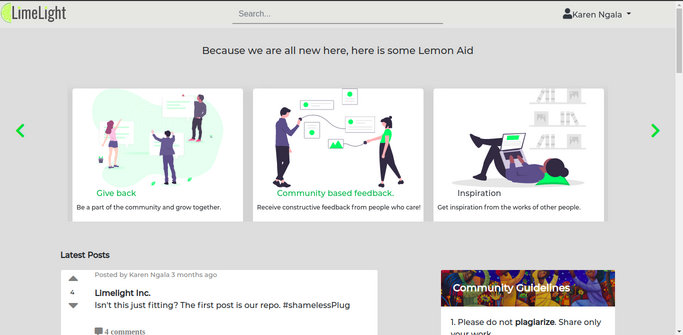 LimeLight
Search...
Karen Ngala
Because we are all new here, here is some Lemon Aid
Give back
Be a part of the community and grow together.
Community based feedback.
Receive constructive feedback from people who care!
Inspiration
Get inspiration from the works of other people.
Latest Posts
Posted by Karen Ngala 3 months ago
4
Limelight Inc.
Isn't this just fitting? The first post is our repo. #shamelessPlug
4 comments
Community Guidelines
1. Please do not plagiarize. Share only
your work.